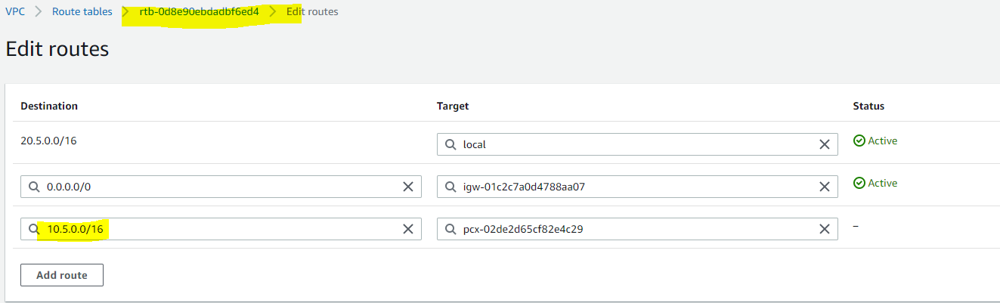 VPC > Route tables > rtb-0d8e90ebdadbf6ed4 > Edit routes
Edit routes
Destination Target Status
20.5.0.0/16 local Active
0.0.0.0/0 igw-01c2c7a0d4788aa07 Active
10.5.0.0/16 pcx-02de2d65cf82e4c29 –
Add route